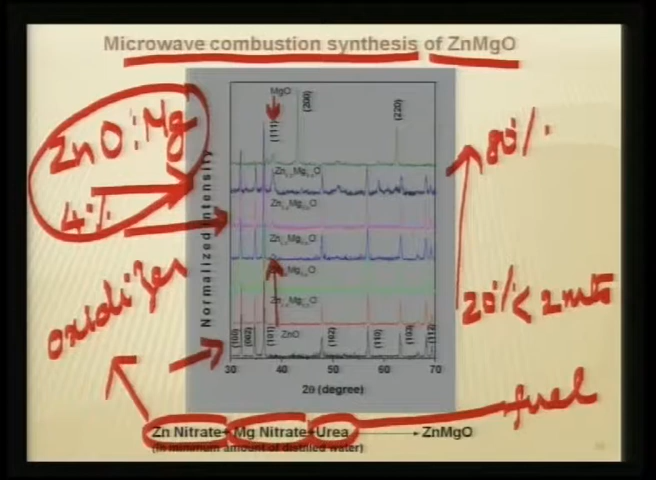 Microwave combustion synthesis of ZnMgO
ZnO:Mg
4%
oxidizer
80%
20% < 2 mts
fuel
Normalized Intensity
MgO
(111)
(200)
(220)
ZnO
(100)
(002)
(101)
(102)
(110)
(103)
(112)
30 40 50 60 70
2θ (degree)
Zn Nitrate+ Mg Nitrate+ Urea → ZnMgO
(in minimum amount of distilled water)